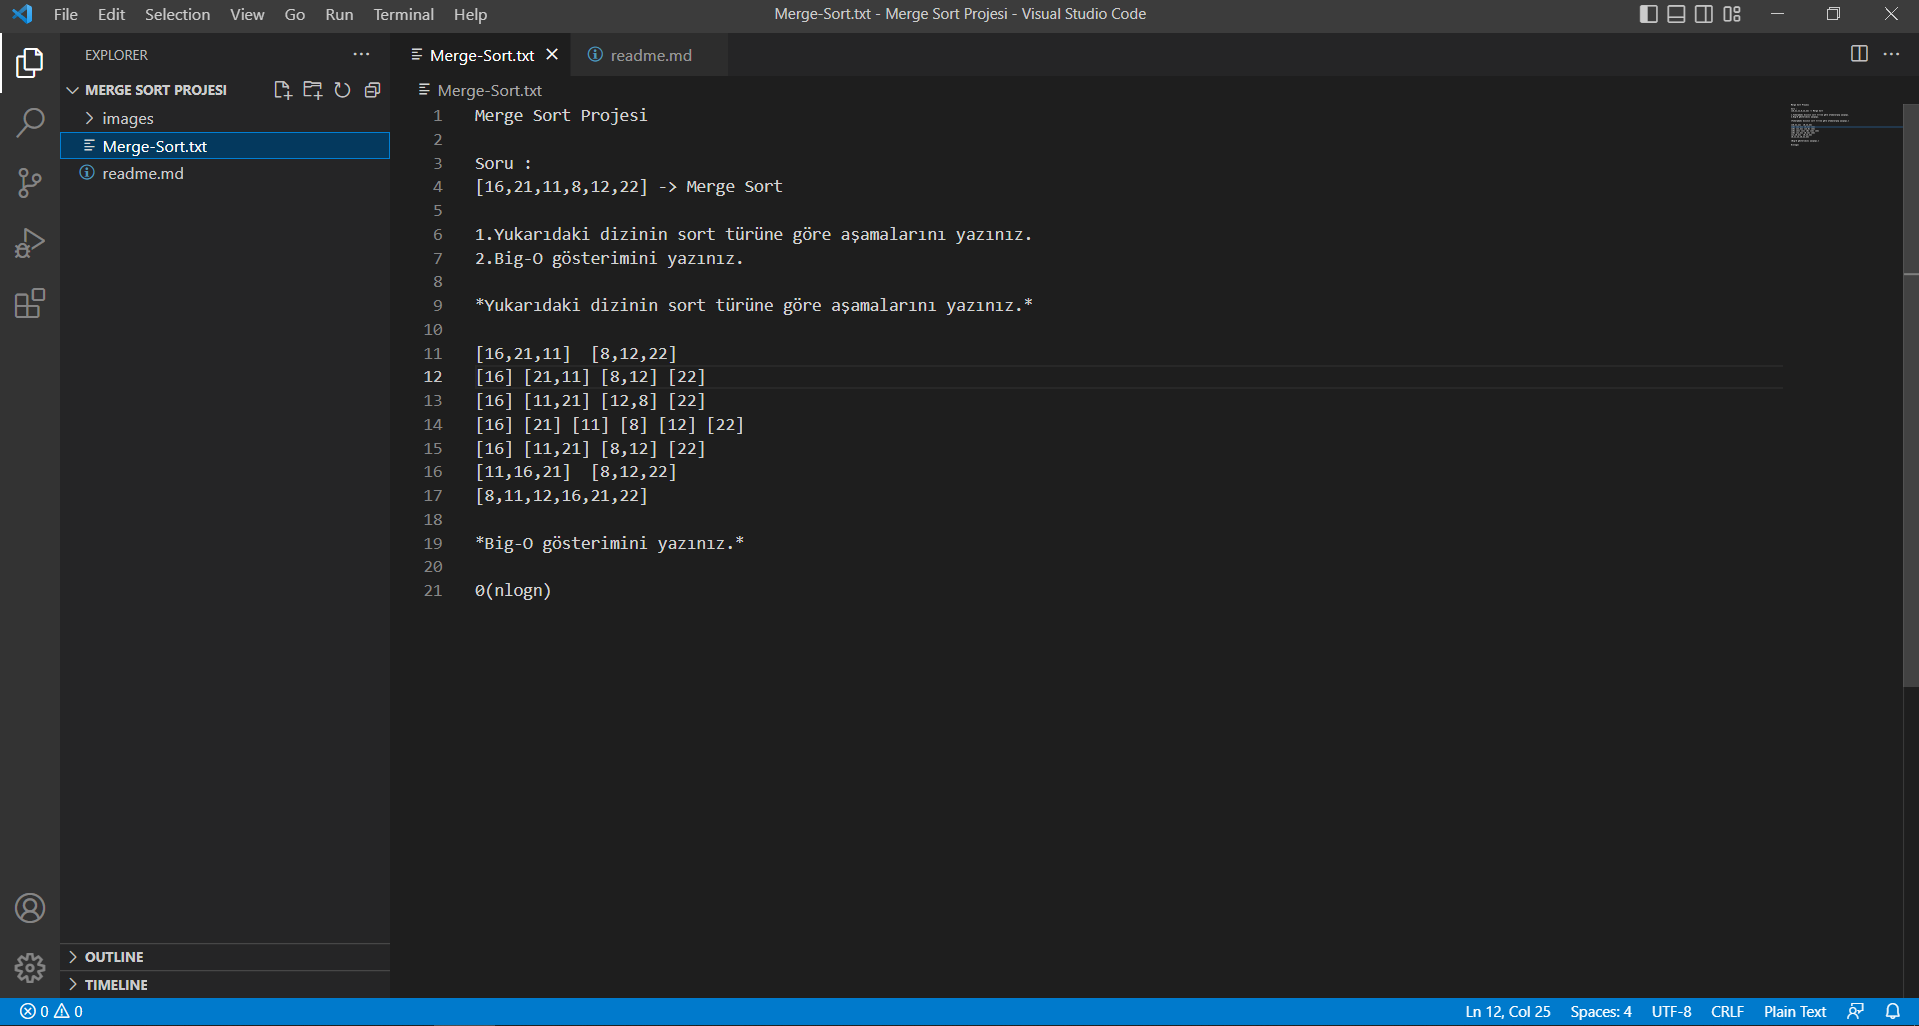 File Edit Selection View Go Run Terminal Help
Merge-Sort.txt - Merge Sort Projesi - Visual Studio Code
EXPLORER
MERGE SORT PROJESI
images
Merge-Sort.txt
readme.md
OUTLINE
TIMELINE
Merge-Sort.txt
readme.md
Merge-Sort.txt
1 Merge Sort Projesi
2
3 Soru :
4 [16,21,11,8,12,22] -> Merge Sort
5
6 1.Yukarıdaki dizinin sort türüne göre aşamalarını yazınız.
7 2.Big-O gösterimini yazınız.
8
9 *Yukarıdaki dizinin sort türüne göre aşamalarını yazınız.*
10
11 [16,21,11]  [8,12,22]
12 [16] [21,11] [8,12] [22]
13 [16] [11,21] [12,8] [22]
14 [16] [21] [11] [8] [12] [22]
15 [16] [11,21] [8,12] [22]
16 [11,16,21]  [8,12,22]
17 [8,11,12,16,21,22]
18
19 *Big-O gösterimini yazınız.*
20
21 0(nlogn)
0 0
Ln 12, Col 25 Spaces: 4 UTF-8 CRLF Plain Text